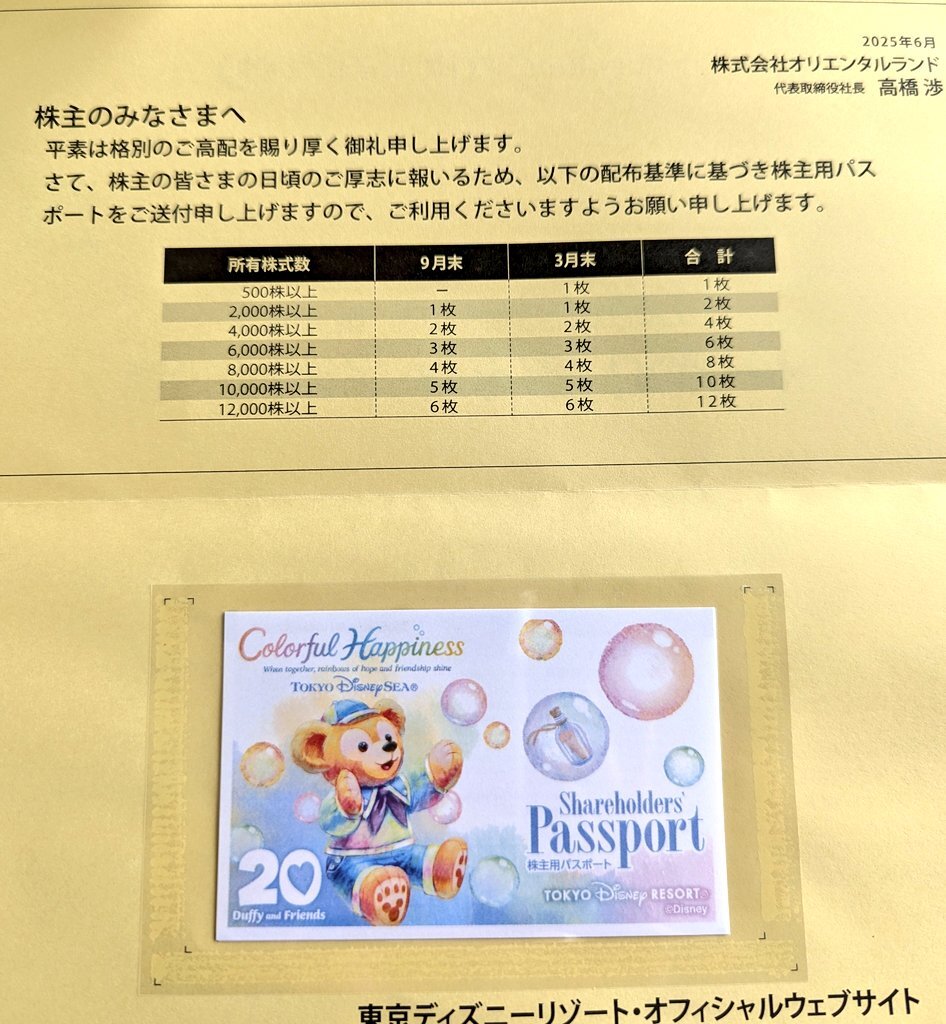 2025年6月
株式会社オリエンタルランド
代表取締役社長 高橋 渉
株主のみなさまへ
平素は格別のご高配を賜り厚く御礼申し上げます。
さて、株主の皆さまの日頃のご厚志に報いるため、以下の配布基準に基づき株主用パス
ポートをご送付申し上げますので、ご利用くださいますようお願い申し上げます。
所有株式数 9月末 3月末 合 計
500株以上 － 1枚 1枚
2,000株以上 1枚 1枚 2枚
4,000株以上 2枚 2枚 4枚
6,000株以上 3枚 3枚 6枚
8,000株以上 4枚 4枚 8枚
10,000株以上 5枚 5枚 10枚
12,000株以上 6枚 6枚 12枚
Colorful Happiness
When together, rainbows of hope and friendship shine
TOKYO DisneySEA®
Shareholders'
Passport
株主用パスポート
20
Duffy and Friends
TOKYO Disney RESORT®
©Disney
東京ディズニーリゾート・オフィシャルウェブサイト